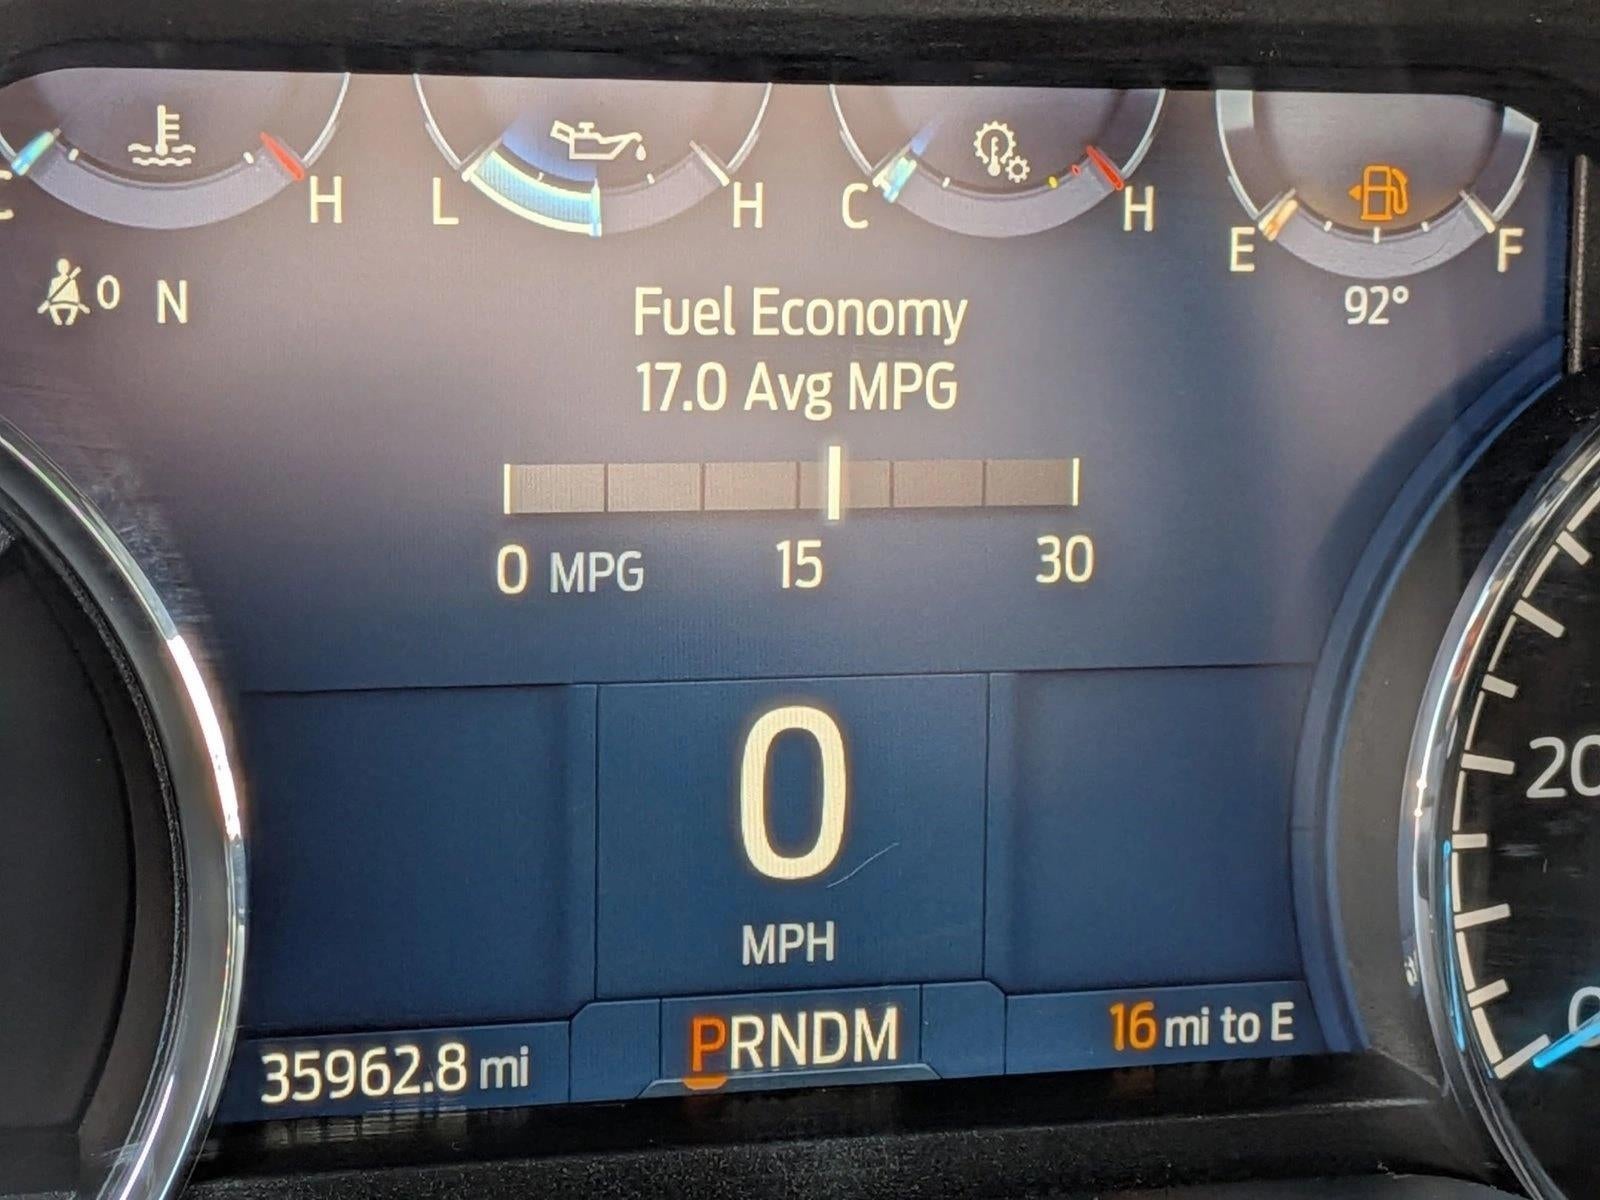 C H L H C H E F
0 N
92°
Fuel Economy
17.0 Avg MPG
0 MPG 15 30
0
MPH
20
0
35962.8 mi
PRNDM
16 mi to E